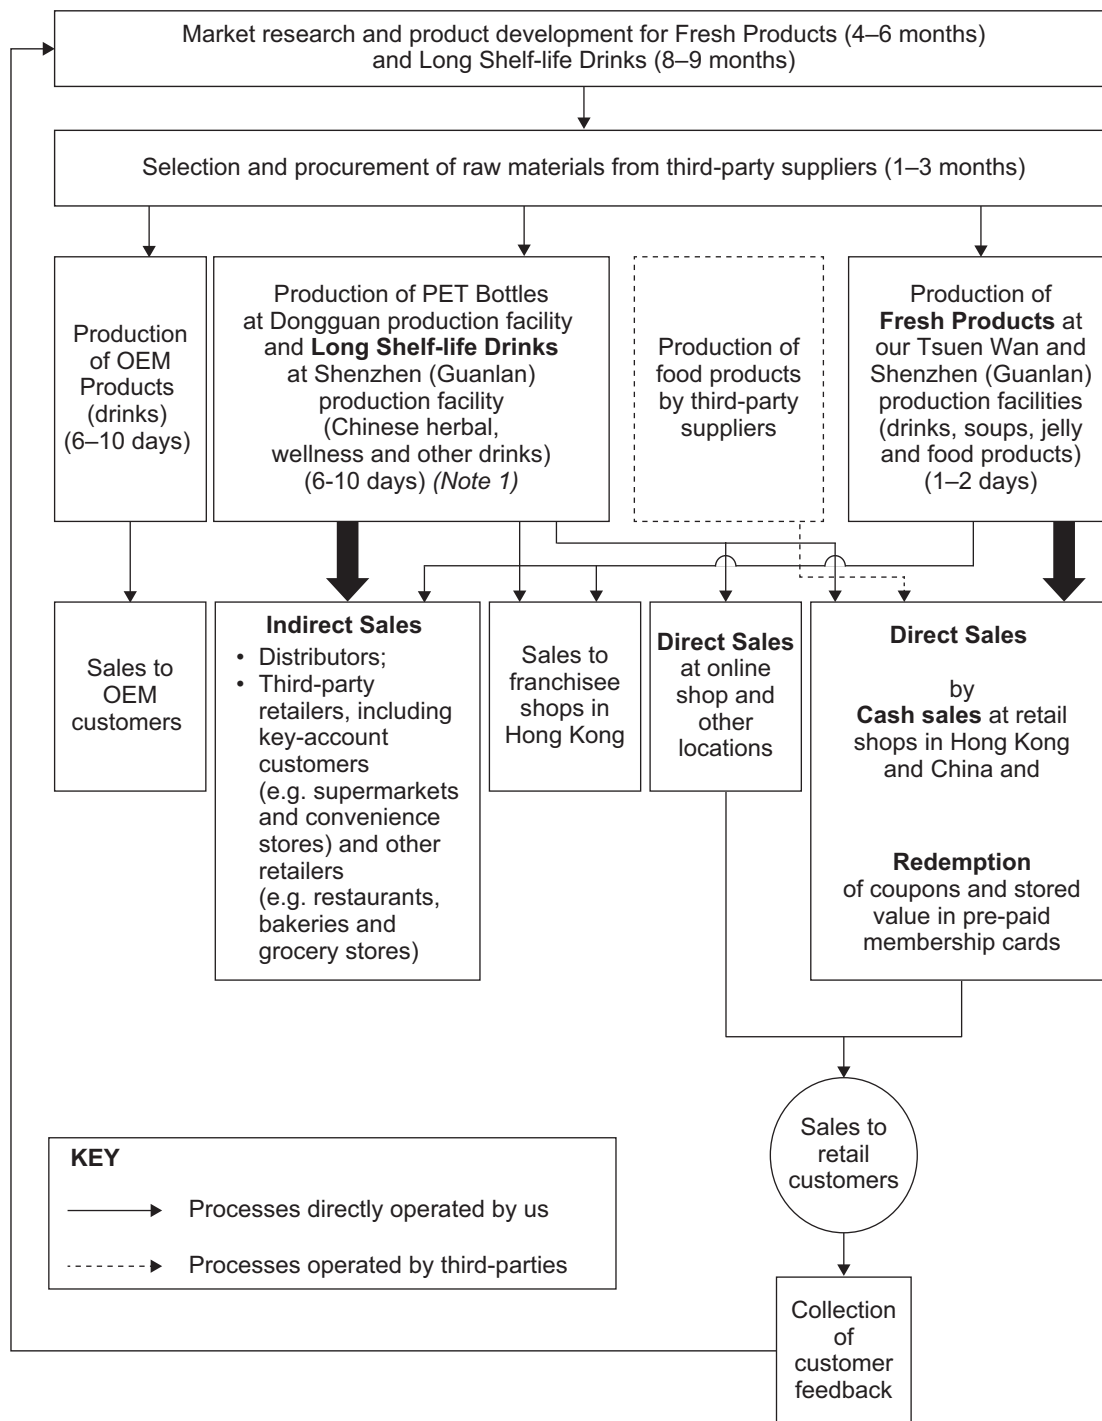 Market research and product development for Fresh Products (4–6 months)
and Long Shelf-life Drinks (8–9 months)
Selection and procurement of raw materials from third-party suppliers (1–3 months)
Production
of OEM
Products
(drinks)
(6–10 days)
Production of PET Bottles
at Dongguan production facility
and Long Shelf-life Drinks
at Shenzhen (Guanlan)
production facility
(Chinese herbal,
wellness and other drinks)
(6-10 days) (Note 1)
Production of
food products
by third-party
suppliers
Production of
Fresh Products at
our Tsuen Wan and
Shenzhen (Guanlan)
production facilities
(drinks, soups, jelly
and food products)
(1–2 days)
Sales to
OEM
customers
Indirect Sales
• Distributors;
• Third-party
retailers, including
key-account
customers
(e.g. supermarkets
and convenience
stores) and other
retailers
(e.g. restaurants,
bakeries and
grocery stores)
Sales to
franchisee
shops in
Hong Kong
Direct Sales
at online
shop and
other
locations
Direct Sales
by
Cash sales at retail
shops in Hong Kong
and China and
Redemption
of coupons and stored
value in pre-paid
membership cards
Sales to
retail
customers
KEY
Processes directly operated by us
Processes operated by third-parties
Collection
of
customer
feedback